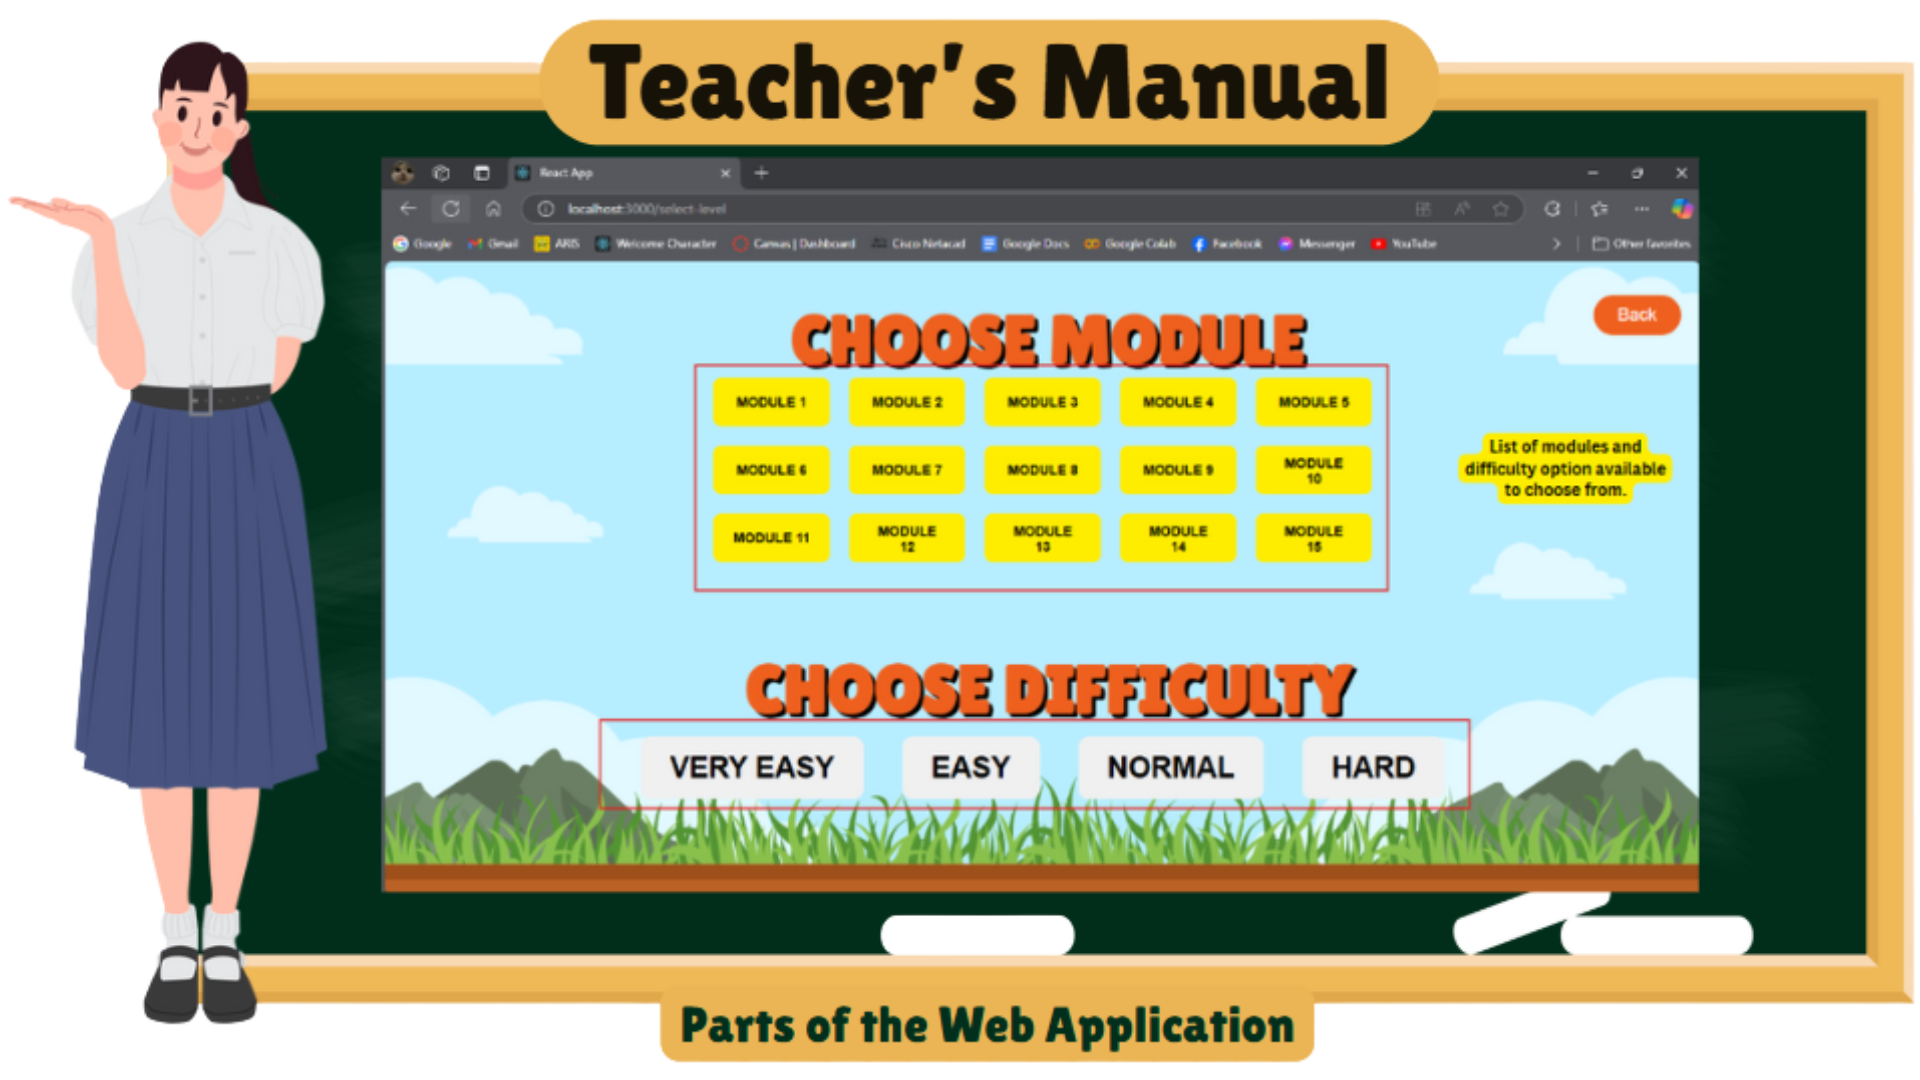 Teacher's Manual
React App
localhost:3000/select-level
Google Gmail ARIS Welcome Character Canvas | Dashboard Cisco Netacad Google Docs Google Colab Facebook Messenger YouTube Other favorites
Back
CHOOSE MODULE
MODULE 1 MODULE 2 MODULE 3 MODULE 4 MODULE 5
MODULE 6 MODULE 7 MODULE 8 MODULE 9 MODULE
10
MODULE 11 MODULE MODULE MODULE MODULE
12 13 14 15
List of modules and
difficulty option available
to choose from.
CHOOSE DIFFICULTY
VERY EASY EASY NORMAL HARD
Parts of the Web Application